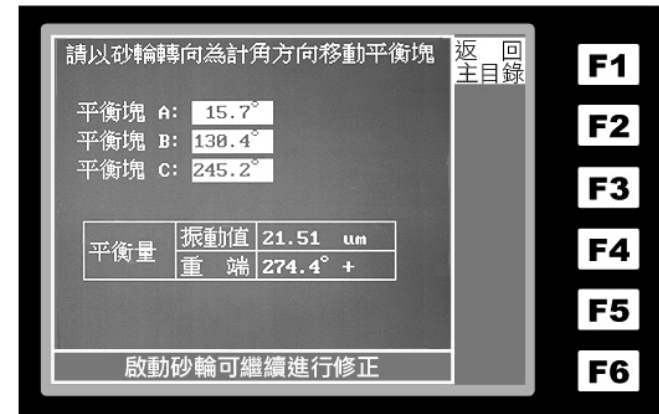 請以砂輪轉向為計角方向移動平衡塊
返 回
主目錄
平衡塊 A: 15.7°
平衡塊 B: 130.4°
平衡塊 C: 245.2°
平衡量
振動值 21.51 um
重 端 274.4° +
啟動砂輪可繼續進行修正
F1
F2
F3
F4
F5
F6